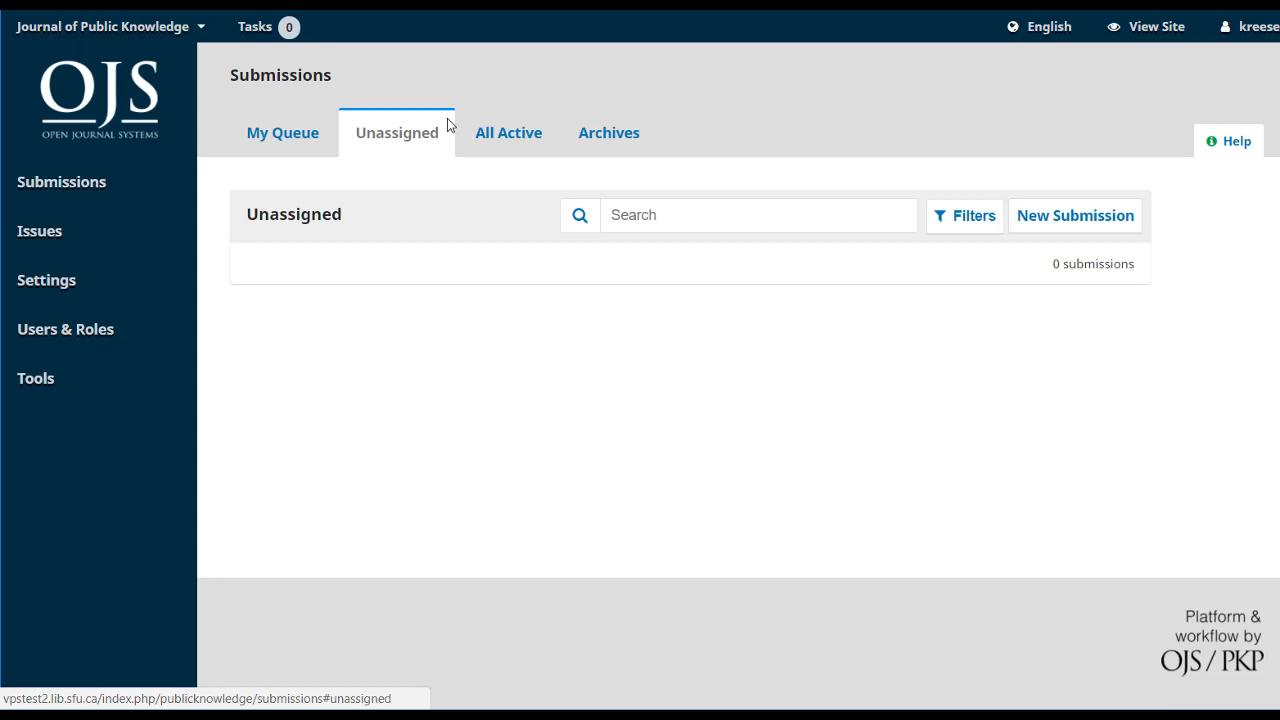 Journal of Public Knowledge Tasks 0 English View Site kreese
OJS
OPEN JOURNAL SYSTEMS
Submissions
Issues
Settings
Users & Roles
Tools
Submissions
My Queue Unassigned All Active Archives
Help
Unassigned Search Filters New Submission
0 submissions
Platform &
workflow by
OJS / PKP
vpstest2.lib.sfu.ca/index.php/publicknowledge/submissions#unassigned